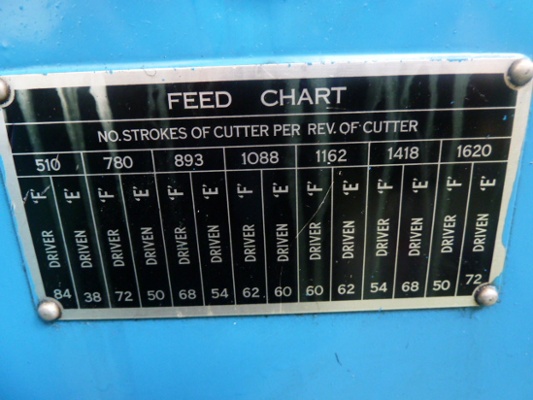 FEED CHART
NO. STROKES OF CUTTER PER REV. OF CUTTER
510 780 893 1088 1162 1418 1620
DRIVER 'F' DRIVEN 'E' DRIVER 'F' DRIVEN 'E' DRIVER 'F' DRIVEN 'E' DRIVER 'F' DRIVEN 'E' DRIVER 'F' DRIVEN 'E' DRIVER 'F' DRIVEN 'E' DRIVER 'F' DRIVEN 'E'
84 38 72 50 68 54 62 60 60 62 54 68 50 72